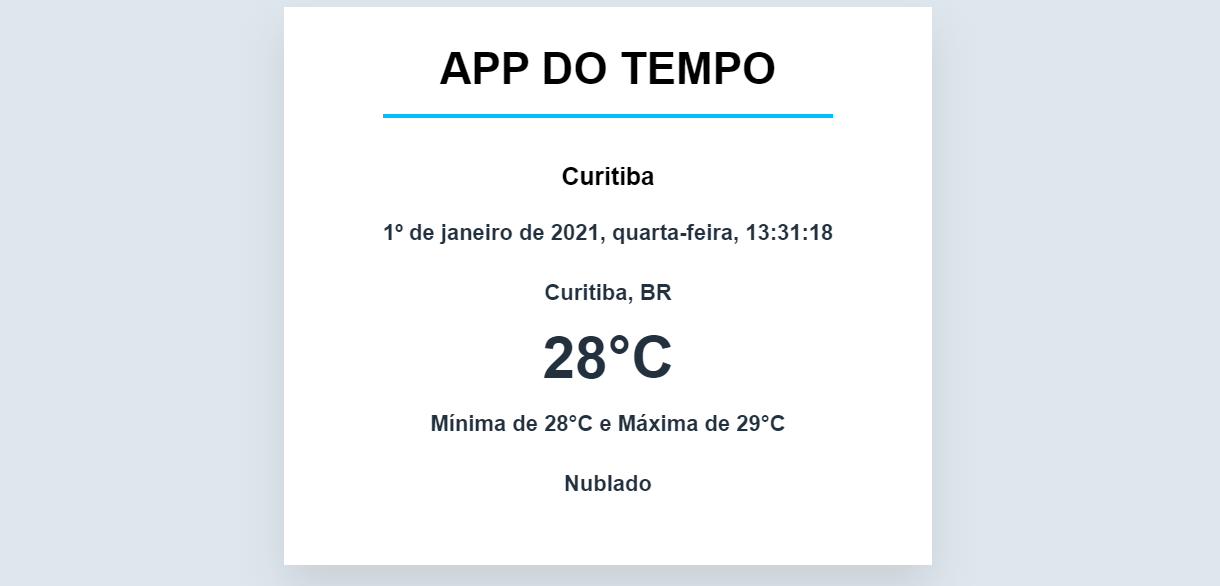 APP DO TEMPO
Curitiba
1º de janeiro de 2021, quarta-feira, 13:31:18
Curitiba, BR
28°C
Mínima de 28°C e Máxima de 29°C
Nublado